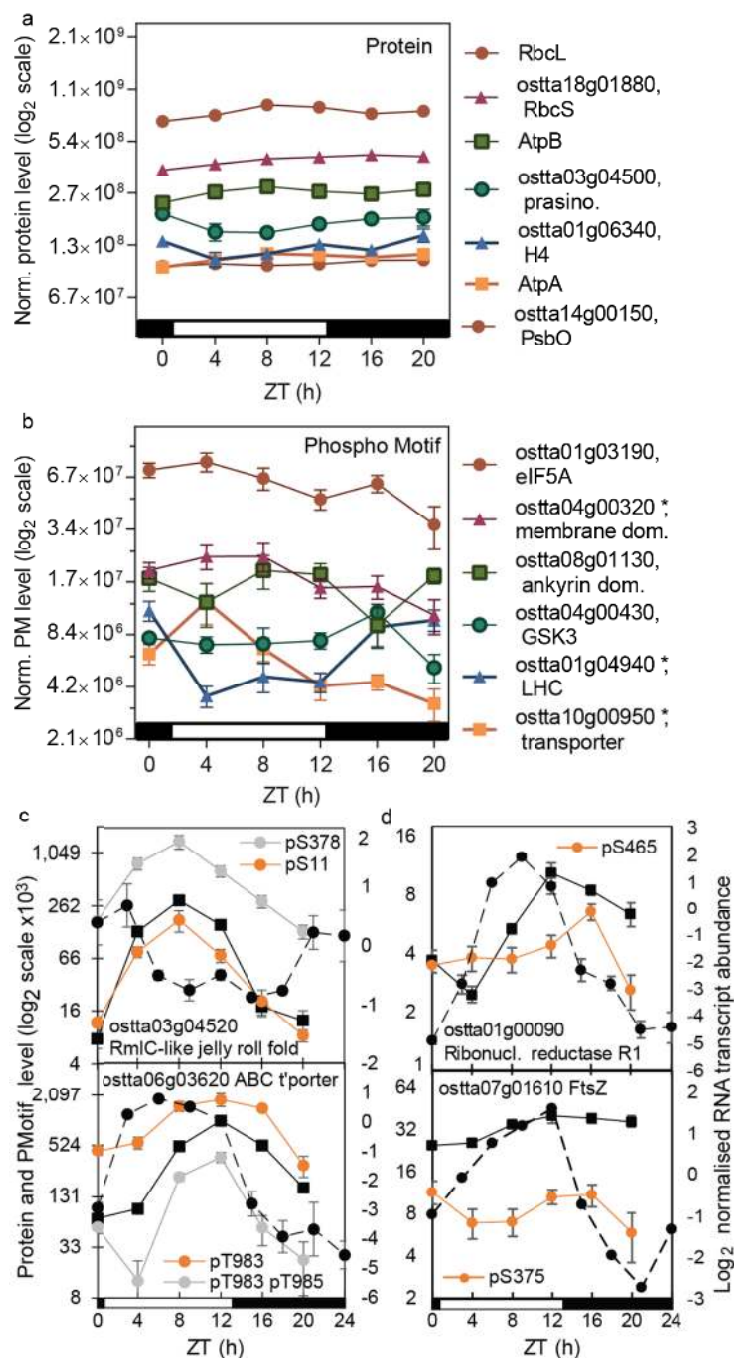 a
Protein
Norm. protein level (log2 scale)
2.1× 10⁹
1.1× 10⁹
5.4× 10⁸
2.7× 10⁸
1.3× 10⁸
6.7× 10⁷
0 4 8 12 16 20
ZT (h)
RbcL
ostta18g01880,
RbcS
AtpB
ostta03g04500,
prasino.
ostta01g06340,
H4
AtpA
ostta14g00150,
PsbO
b
Phospho Motif
Norm. PM level (log2 scale)
6.7× 10⁷
3.4× 10⁷
1.7× 10⁷
8.4× 10⁶
4.2× 10⁶
2.1× 10⁶
0 4 8 12 16 20
ZT (h)
ostta01g03190,
eIF5A
ostta04g00320 *,
membrane dom.
ostta08g01130,
ankyrin dom.
ostta04g00430,
GSK3
ostta01g04940 *,
LHC
ostta10g00950 *,
transporter
c
Protein and PMotif level (log2 scale x10³)
pS378
pS11
1,049
262
66
16
4
2
1
0
-1
-2
ostta03g04520
RmlC-like jelly roll fold
ostta06g03620 ABC t'porter
2,097
524
131
33
8
1
0
-1
-2
-3
-4
-5
-6
pT983
pT983 pT985
0 4 8 12 16 20 24
ZT (h)
d
pS465
16
8
4
2
1
3
2
1
0
-1
-2
-3
-4
-5
-6
ostta01g00090
Ribonucl. reductase R1
ostta07g01610 FtsZ
64
32
16
8
4
2
2
1
0
-1
-2
-3
pS375
0 4 8 12 16 20 24
ZT (h)
Log2 normalised RNA transcript abundance